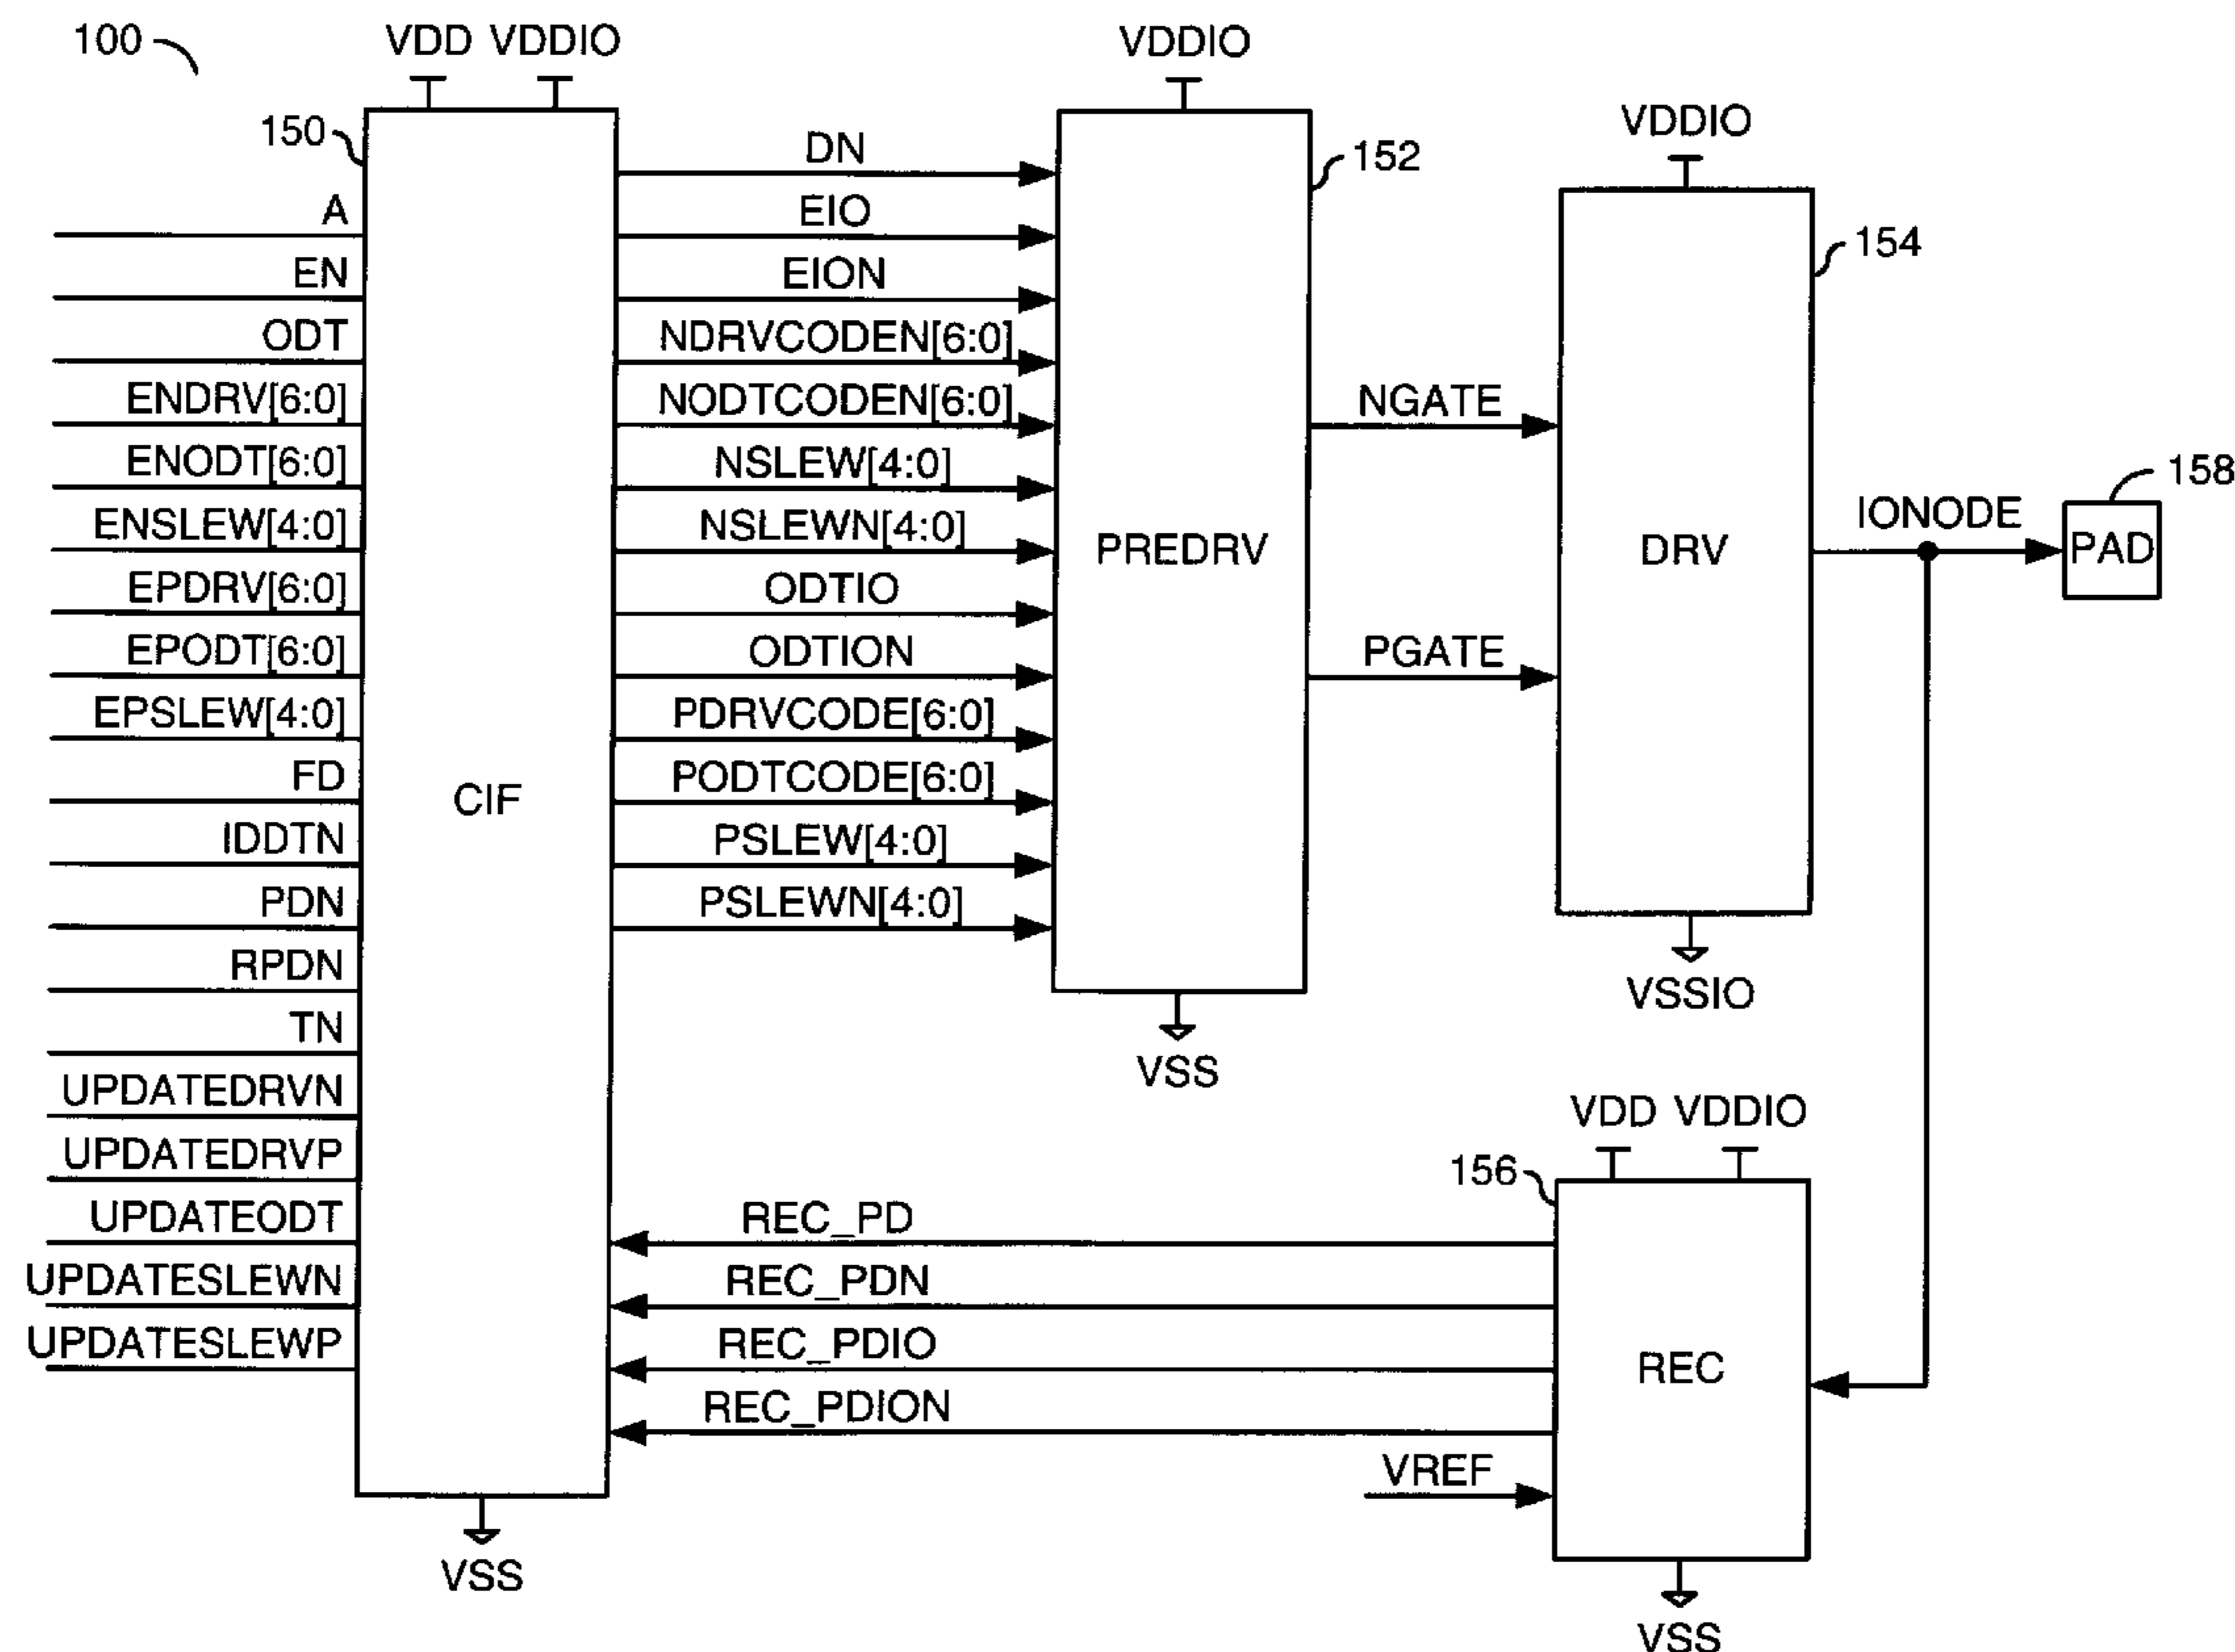 100
VDD VDDIO
VDDIO
VDDIO
150
152
154
158
A
EN
ODT
ENDRV[6:0]
ENODT[6:0]
ENSLEW[4:0]
EPDRV[6:0]
EPODT[6:0]
EPSLEW[4:0]
FD
IDDTN
PDN
RPDN
TN
UPDATEDRVN
UPDATEDRVP
UPDATEODT
UPDATESLEWN
UPDATESLEWP
CIF
VSS
DN
EIO
EION
NDRVCODEN[6:0]
NODTCODEN[6:0]
NSLEW[4:0]
NSLEWN[4:0]
ODTIO
ODTION
PDRVCODE[6:0]
PODTCODE[6:0]
PSLEW[4:0]
PSLEWN[4:0]
PREDRV
VSS
NGATE
PGATE
DRV
VSSIO
IONODE
PAD
VDD VDDIO
156
REC_PD
REC_PDN
REC_PDIO
REC_PDION
VREF
REC
VSS